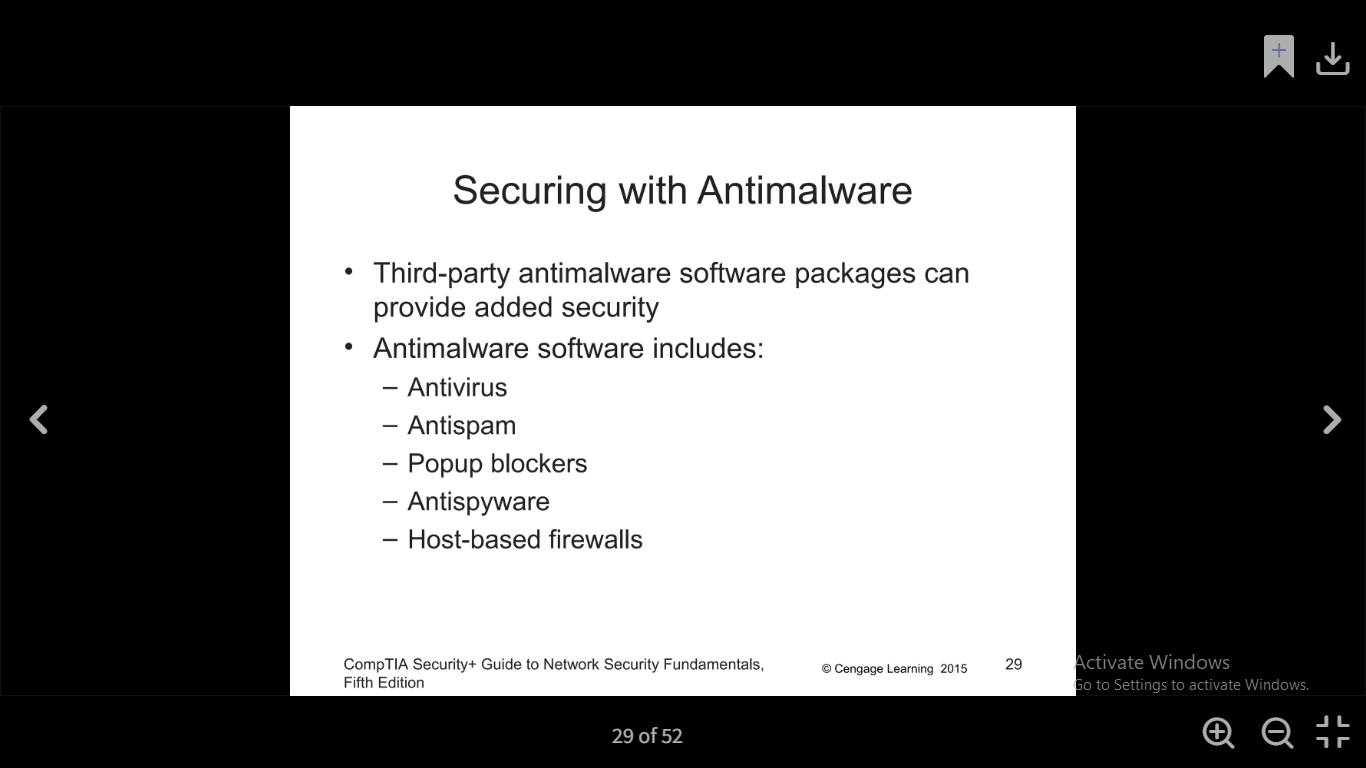 Securing with Antimalware
• Third-party antimalware software packages can
provide added security
• Antimalware software includes:
– Antivirus
– Antispam
– Popup blockers
– Antispyware
– Host-based firewalls
CompTIA Security+ Guide to Network Security Fundamentals,
Fifth Edition
© Cengage Learning 2015
29
Activate Windows
Go to Settings to activate Windows.
29 of 52